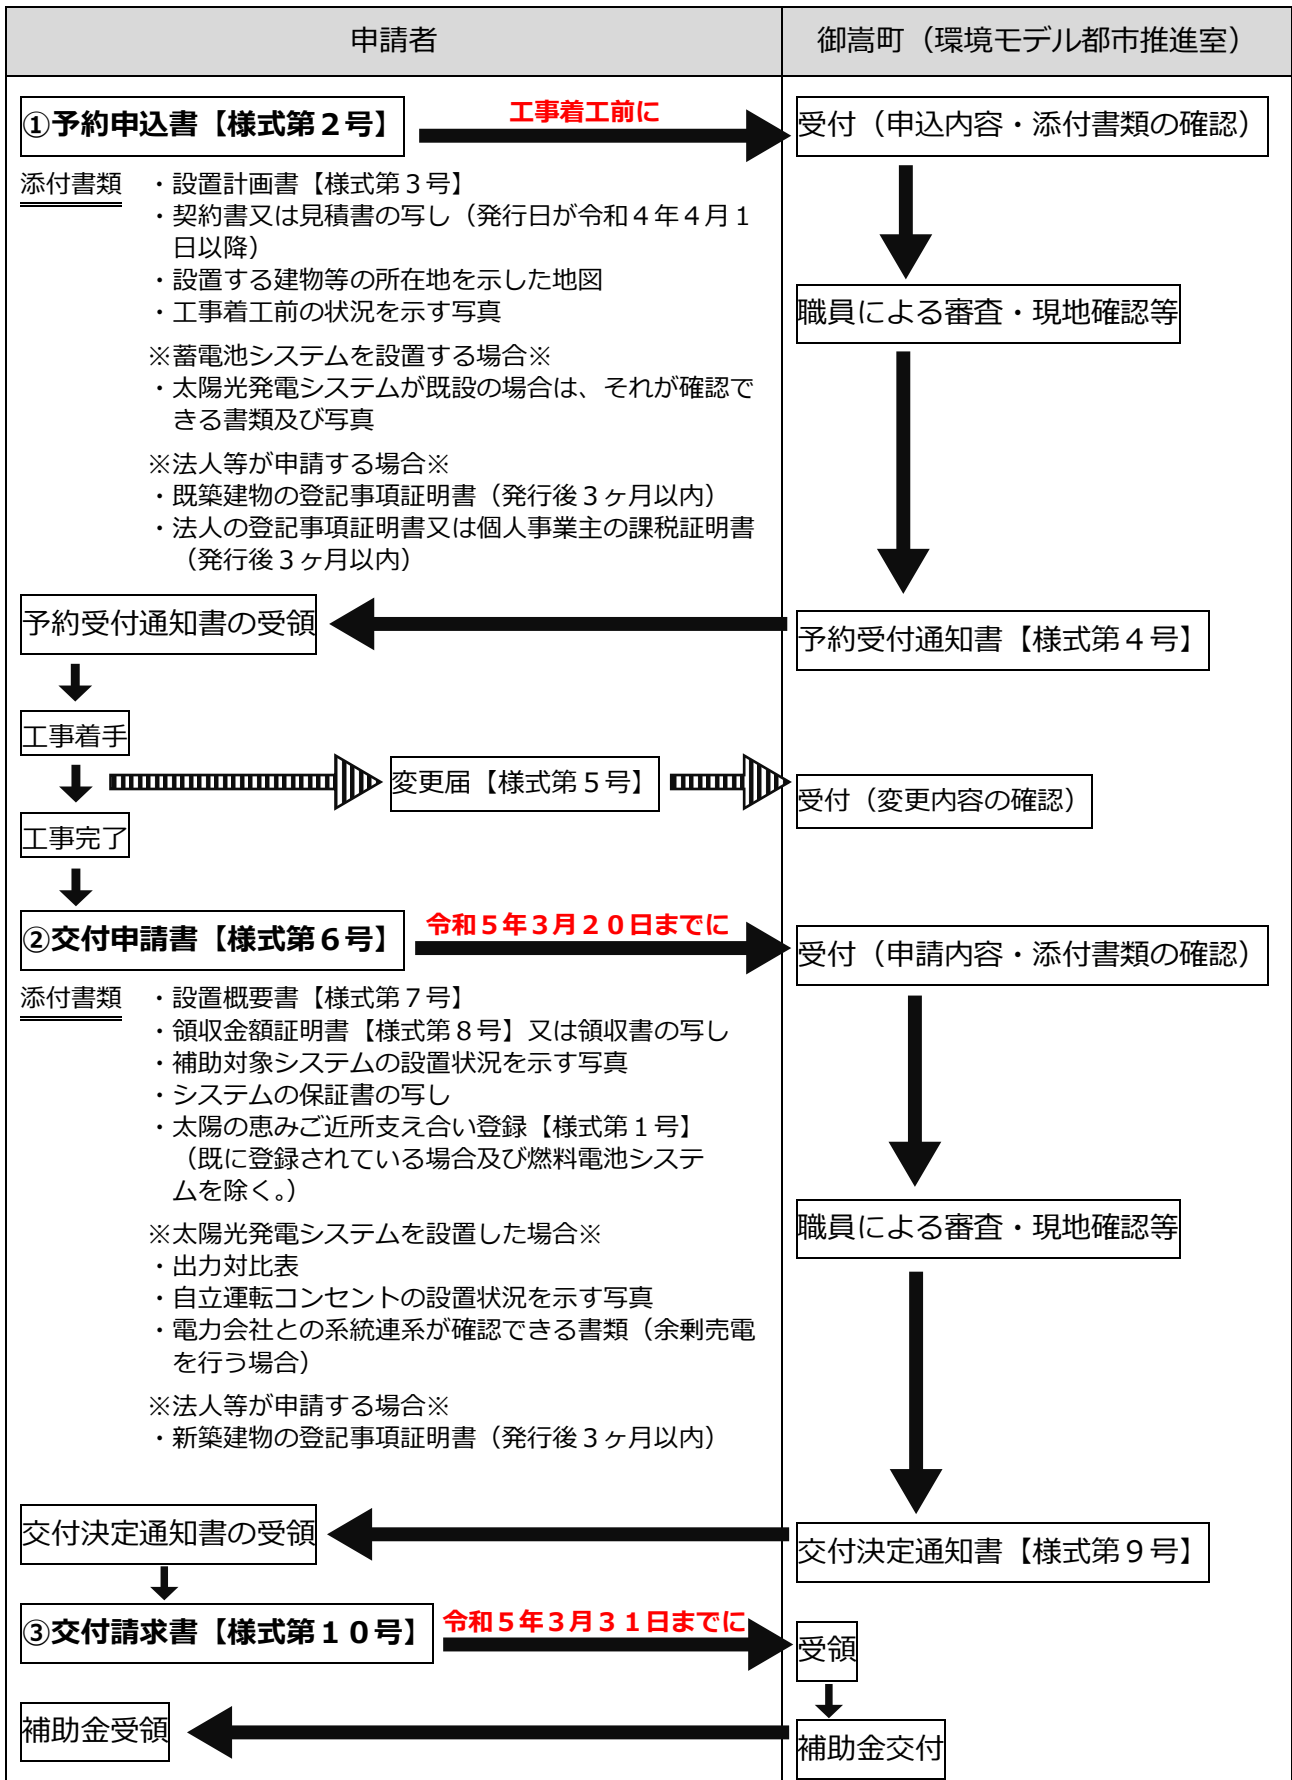 申請者
御嵩町（環境モデル都市推進室）
①予約申込書【様式第２号】
工事着工前に
受付（申込内容・添付書類の確認）
添付書類
・設置計画書【様式第３号】
・契約書又は見積書の写し（発行日が令和４年４月１
日以降）
・設置する建物等の所在地を示した地図
・工事着工前の状況を示す写真
※蓄電池システムを設置する場合※
・太陽光発電システムが既設の場合は、それが確認で
きる書類及び写真
※法人等が申請する場合※
・既築建物の登記事項証明書（発行後３ヶ月以内）
・法人の登記事項証明書又は個人事業主の課税証明書
（発行後３ヶ月以内）
職員による審査・現地確認等
予約受付通知書の受領
予約受付通知書【様式第４号】
工事着手
変更届【様式第５号】
受付（変更内容の確認）
工事完了
②交付申請書【様式第６号】
令和５年３月２０日までに
受付（申請内容・添付書類の確認）
添付書類
・設置概要書【様式第７号】
・領収金額証明書【様式第８号】又は領収書の写し
・補助対象システムの設置状況を示す写真
・システムの保証書の写し
・太陽の恵みご近所支え合い登録【様式第１号】
（既に登録されている場合及び燃料電池システ
ムを除く。）
※太陽光発電システムを設置した場合※
・出力対比表
・自立運転コンセントの設置状況を示す写真
・電力会社との系統連系が確認できる書類（余剰売電
を行う場合）
※法人等が申請する場合※
・新築建物の登記事項証明書（発行後３ヶ月以内）
職員による審査・現地確認等
交付決定通知書の受領
交付決定通知書【様式第９号】
③交付請求書【様式第１０号】
令和５年３月３１日までに
受領
補助金受領
補助金交付